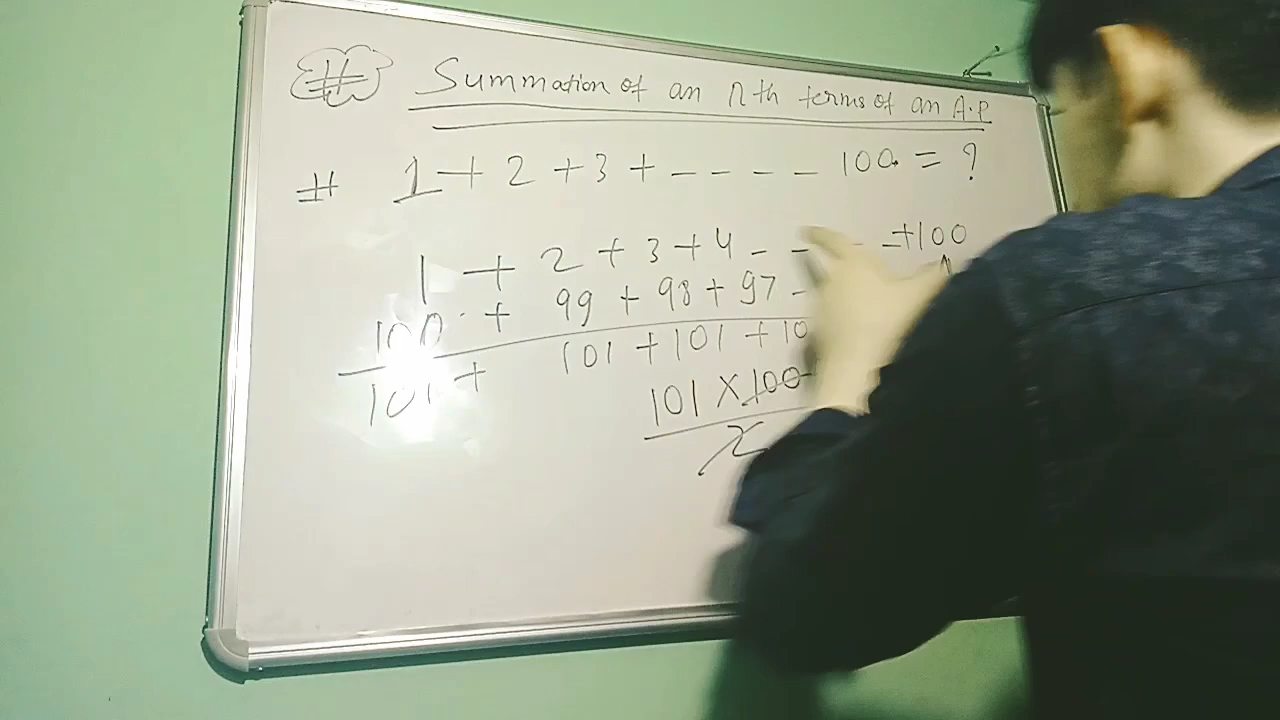 # Summation of an nth terms of an A.P
# 1 + 2 + 3 + - - - - 100. = ?
1 + 2 + 3 + 4 - - - - +100
100 + 99 + 98 + 97 -
101 + 101 + 101 + 10
101 X 100
2